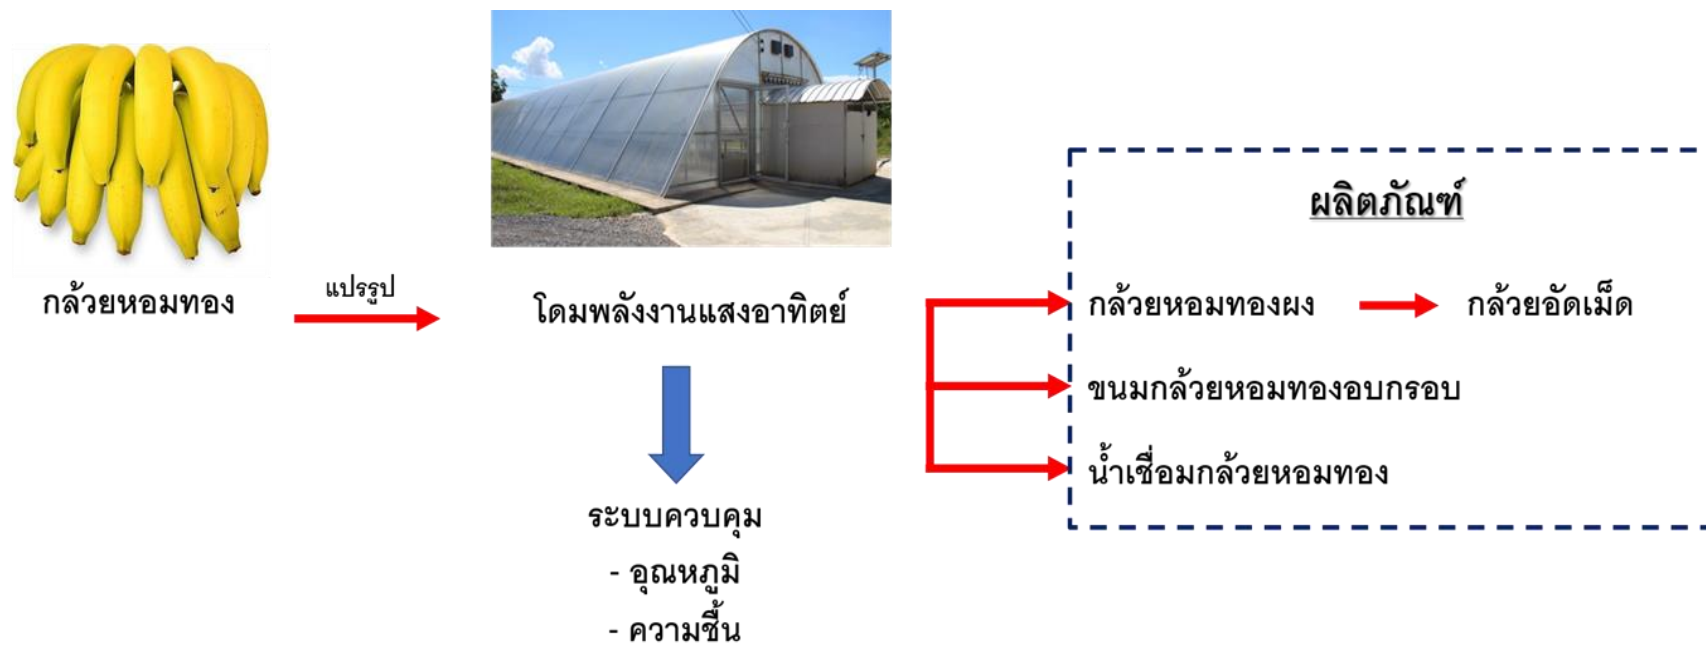 กล้วยหอมทอง
แปรรูป
โดมพลังงานแสงอาทิตย์
ระบบควบคุม
- อุณหภูมิ
- ความชื้น
ผลิตภัณฑ์
กล้วยหอมทองผง
กล้วยอัดเม็ด
ขนมกล้วยหอมทองอบกรอบ
น้ำเชื่อมกล้วยหอมทอง